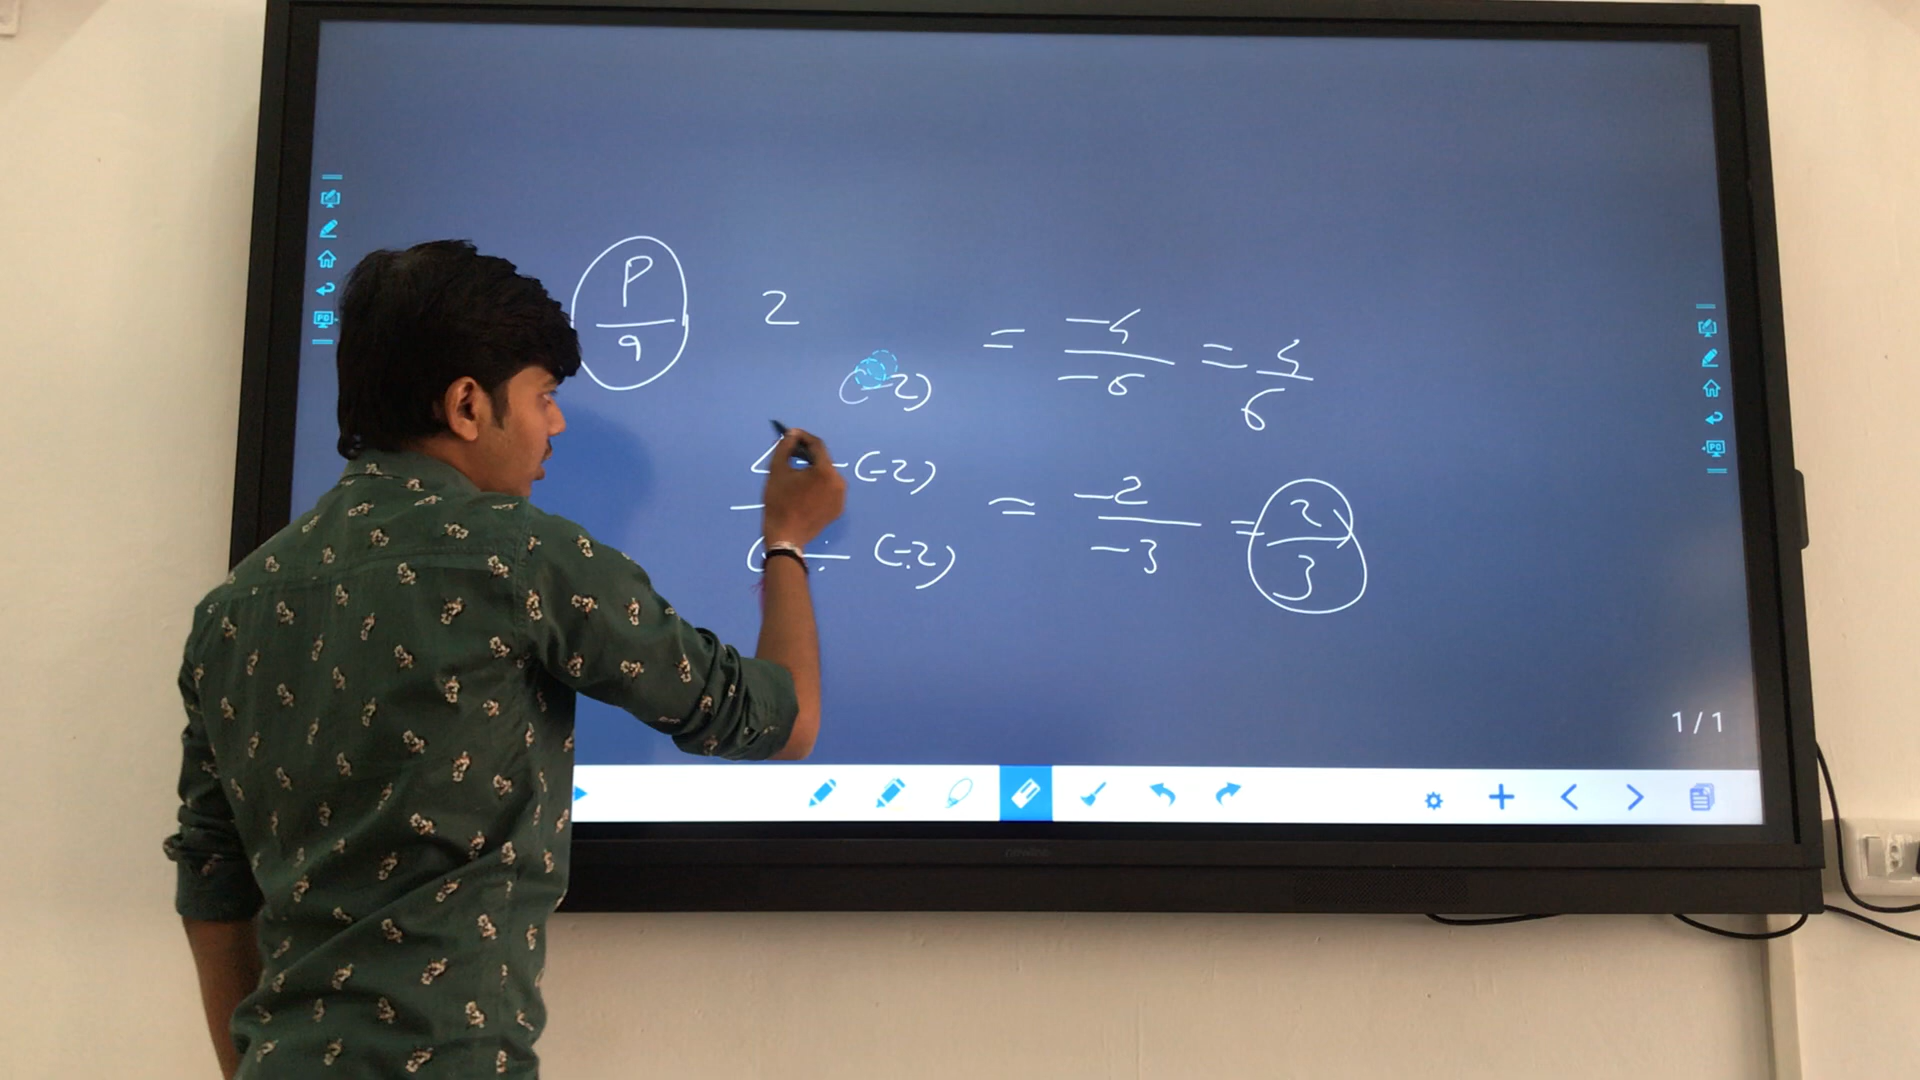 P/q 2
(-2) = -4/-6 = 4/6
÷ (-2) / ÷ (-2) = -2/-3 = 2/3
1 / 1